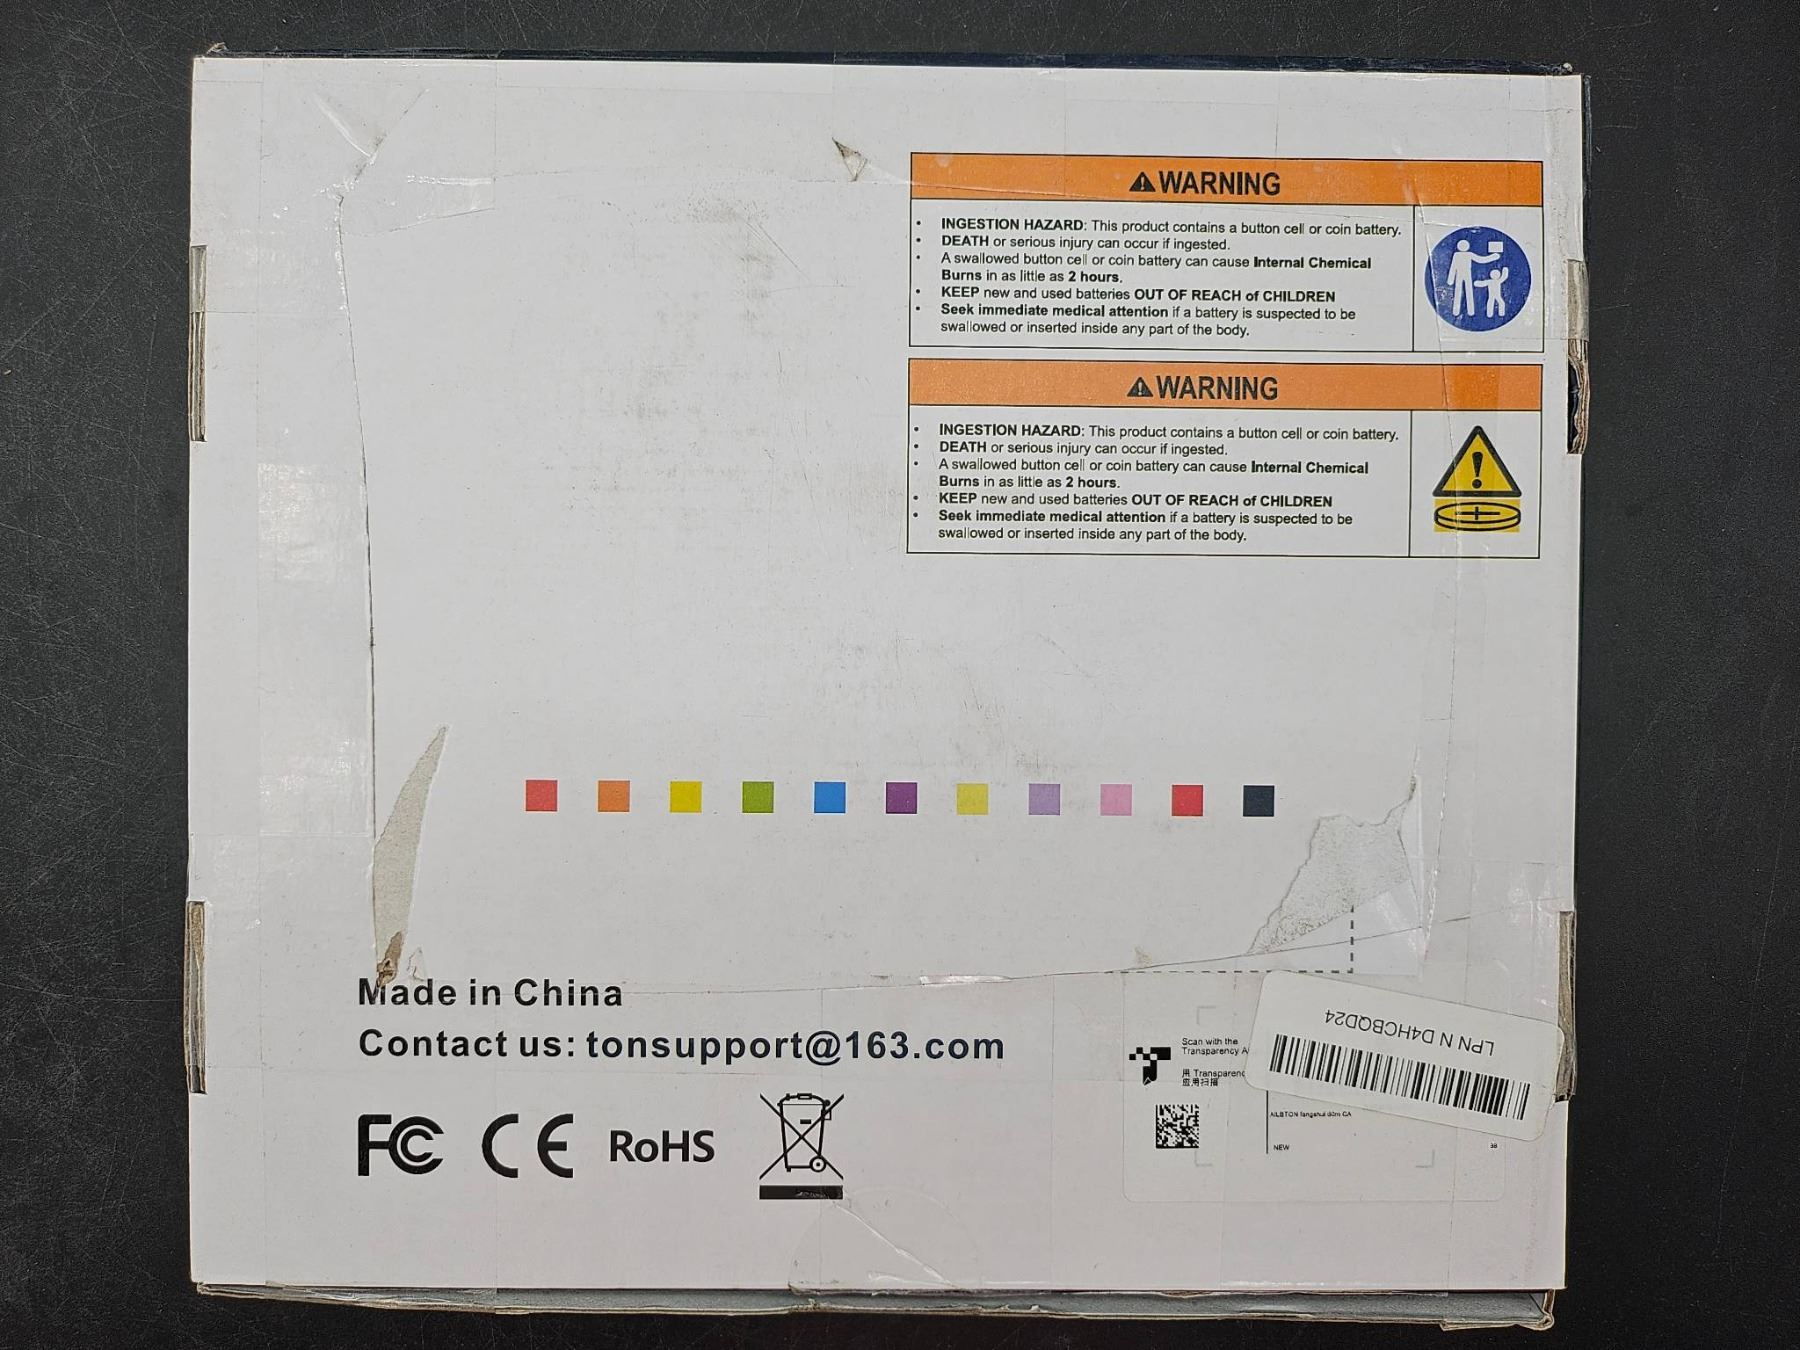 WARNING
INGESTION HAZARD: This product contains a button cell or coin battery.
DEATH or serious injury can occur if ingested.
A swallowed button cell or coin battery can cause Internal Chemical
Burns in as little as 2 hours.
KEEP new and used batteries OUT OF REACH of CHILDREN
Seek immediate medical attention if a battery is suspected to be
swallowed or inserted inside any part of the body.
WARNING
INGESTION HAZARD: This product contains a button cell or coin battery.
DEATH or serious injury can occur if ingested.
A swallowed button cell or coin battery can cause Internal Chemical
Burns in as little as 2 hours.
KEEP new and used batteries OUT OF REACH of CHILDREN
Seek immediate medical attention if a battery is suspected to be
swallowed or inserted inside any part of the body.
Made in China
Contact us: tonsupport@163.com
FC CE RoHS
LPN N D4HCBQD24
Scan with the
Transparency A
用 Transparenc
应用扫描
AILBTON fangshui dōm CA
NEW